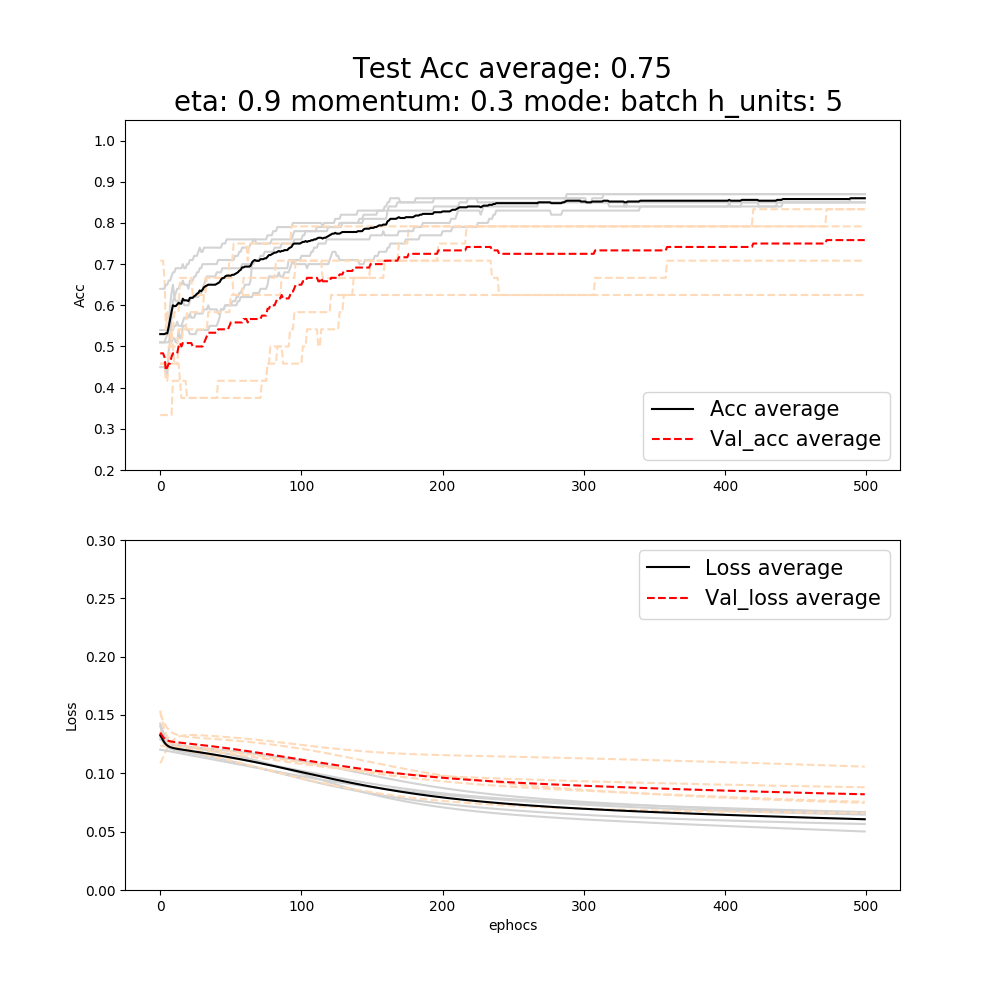 Test Acc average: 0.75
eta: 0.9 momentum: 0.3 mode: batch h_units: 5
1.0
0.9
0.8
0.7
0.6
0.5
0.4
0.3
0.2
Acc
Acc average
Val_acc average
0 100 200 300 400 500
0.30
0.25
0.20
0.15
0.10
0.05
0.00
Loss
Loss average
Val_loss average
0 100 200 300 400 500
ephocs